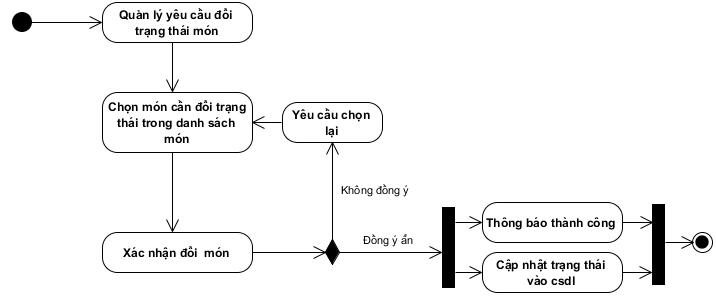 Quản lý yêu cầu đổi
trạng thái món
Chọn món cần đổi trạng
thái trong danh sách
món
Yêu cầu chọn
lại
Không đồng ý
Xác nhận đổi món
Đồng ý ẩn
Thông báo thành công
Cập nhật trạng thái
vào csdl